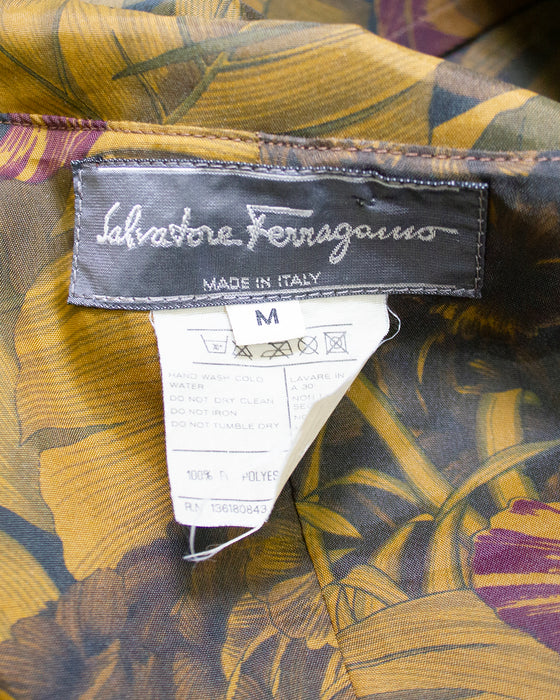 Salvatore Ferragamo
MADE IN ITALY
M
HAND WASH COLD
WATER
DO NOT DRY CLEAN
DO NOT IRON
DO NOT TUMBLE DRY
LAVARE IN
A 30
100% POLYES
R.N. 136180843